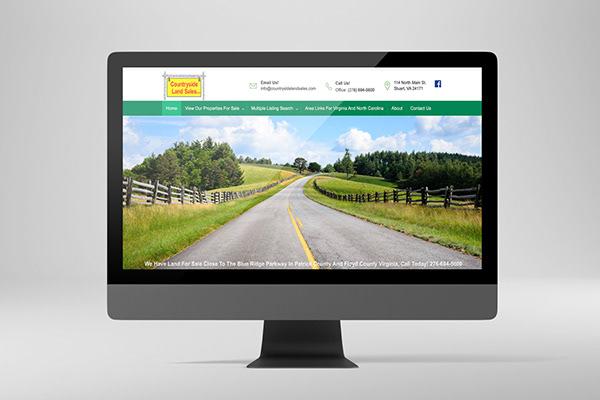 Countryside
Land Sales
Email Us!
info@countrysidelandsales.com
Call Us!
Office: (276) 694-5600
114 North Main St.
Stuart, VA 24171
Home View Our Properties For Sale Multiple Listing Search Area Links For Virginia And North Carolina About Contact Us
We Have Land For Sale Close To The Blue Ridge Parkway In Patrick County And Floyd County Virginia, Call Today! 276-694-5600